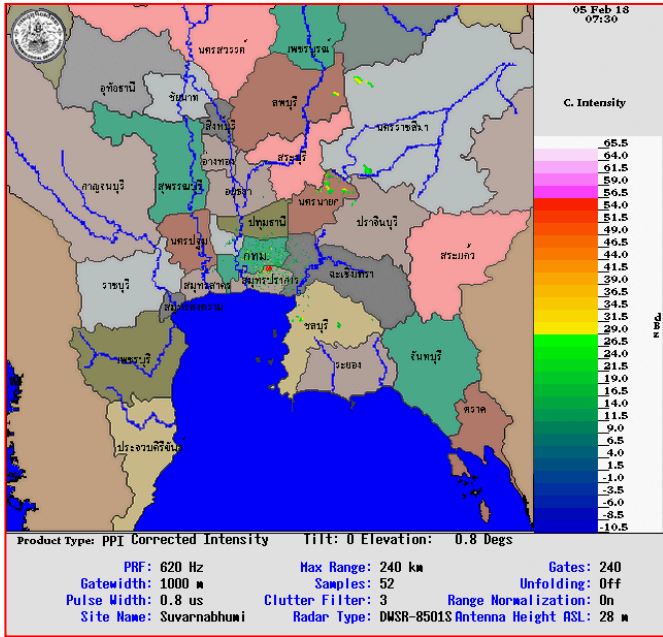 05 Feb 18
07:30
C. Intensity
65.5
64.0
61.5
59.0
56.5
54.0
51.5
49.0
46.5
44.0
41.5
39.0
36.5
34.0
31.5
29.0
26.5
24.0
21.5
19.0
16.5
14.0
11.5
9.0
6.5
4.0
1.5
-1.0
-3.5
-6.0
-8.5
-10.5
นครสวรรค์
เพชรบูรณ์
อุทัยธานี
ชัยนาท
ลพบุรี
สิงห์บุรี
นครราชสีมา
อ่างทอง
สระบุรี
กาญจนบุรี
สุพรรณบุรี
อยุธยา
นครนายก
ปทุมธานี
ปราจีนบุรี
นครปฐม
กทม.
สระแก้ว
ฉะเชิงเทรา
ราชบุรี
สมุทรสาคร
สมุทรปราการ
สมุทรสงคราม
ชลบุรี
เพชรบุรี
ระยอง
จันทบุรี
ตราด
ประจวบคีรีขันธ์
Product Type: PPI Corrected Intensity Tilt: 0 Elevation: 0.8 Degs
PRF: 620 Hz Max Range: 240 km Gates: 240
Gatewidth: 1000 m Samples: 52 Unfolding: Off
Pulse Width: 0.8 us Clutter Filter: 3 Range Normalization: On
Site Name: Suvarnabhumi Radar Type: DWSR-8501S Antenna Height ASL: 28 m